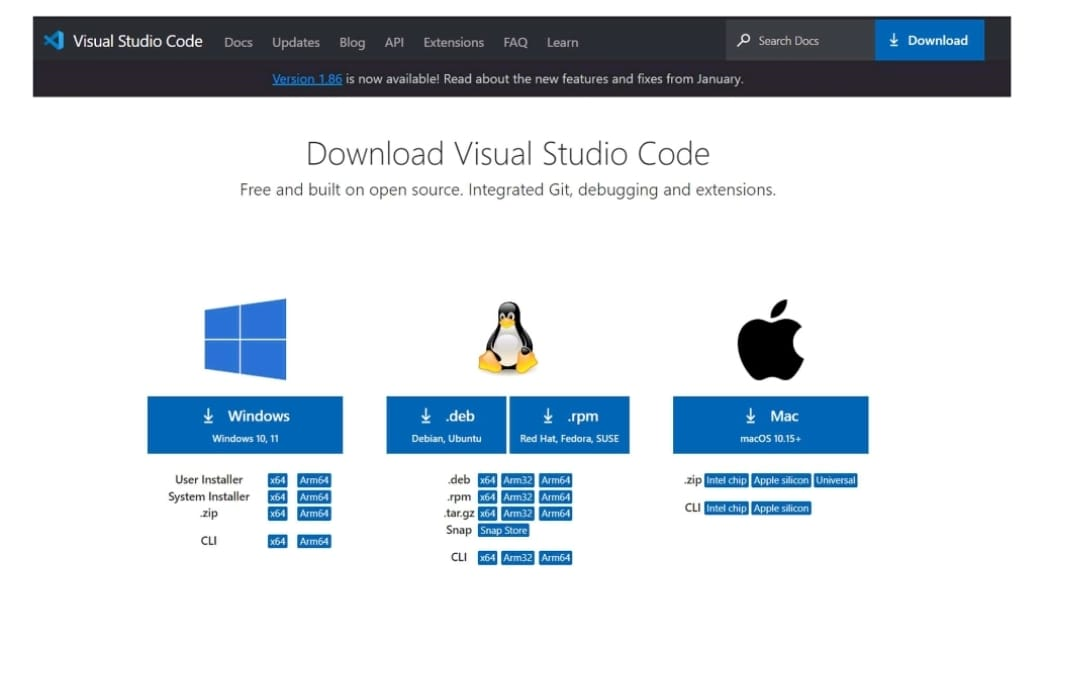 Visual Studio Code Docs Updates Blog API Extensions FAQ Learn Search Docs Download
Version 1.86 is now available! Read about the new features and fixes from January.
Download Visual Studio Code
Free and built on open source. Integrated Git, debugging and extensions.
Windows
Windows 10, 11
User Installer x64 Arm64
System Installer x64 Arm64
.zip x64 Arm64
CLI x64 Arm64
.deb
Debian, Ubuntu
.rpm
Red Hat, Fedora, SUSE
.deb x64 Arm32 Arm64
.rpm x64 Arm32 Arm64
.tar.gz x64 Arm32 Arm64
Snap Snap Store
CLI x64 Arm32 Arm64
Mac
macOS 10.15+
.zip Intel chip Apple silicon Universal
CLI Intel chip Apple silicon